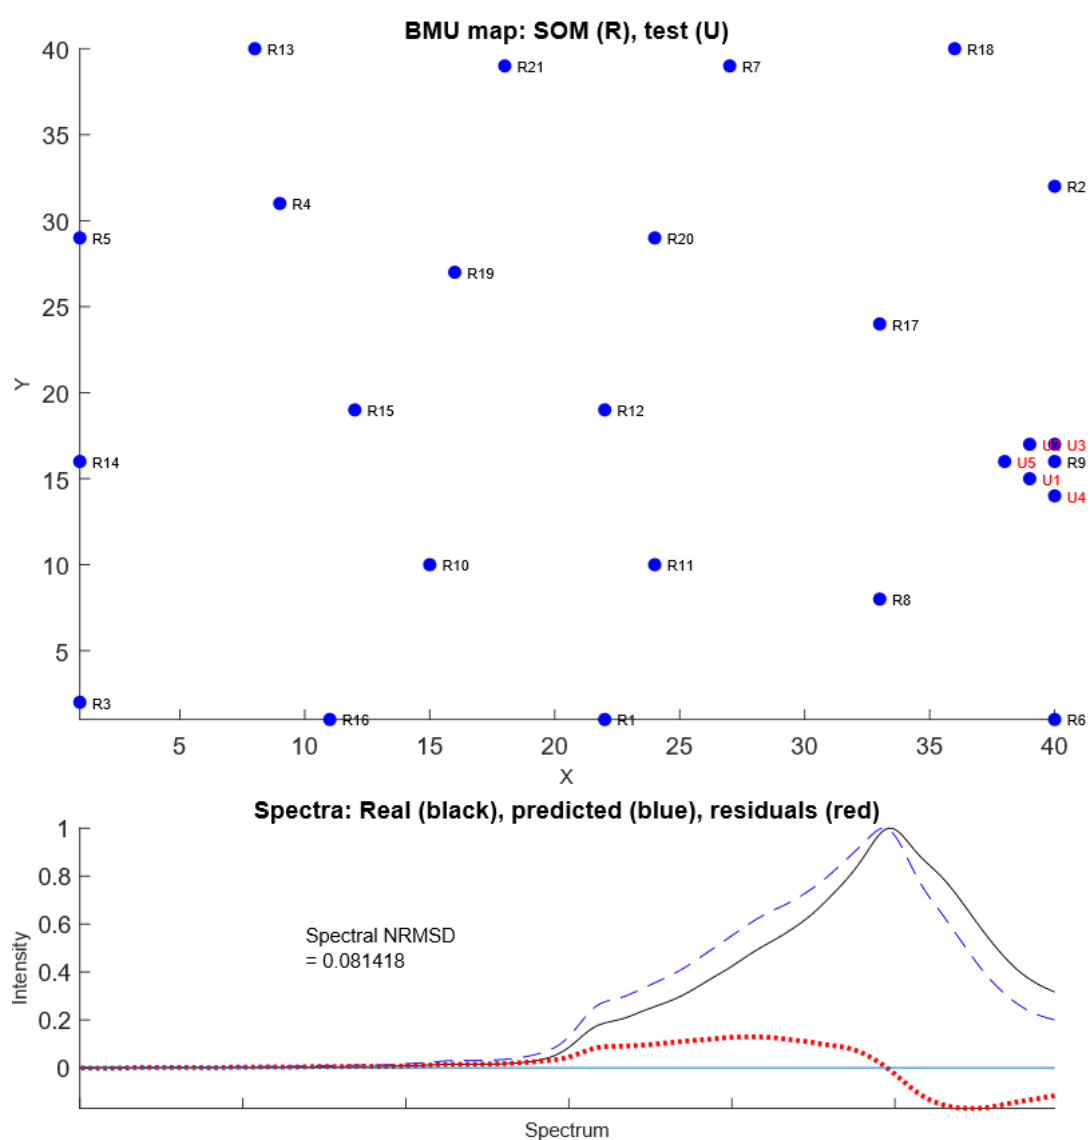 BMU map: SOM (R), test (U)
40
R13
R21
R7
R18
35
R2
R4
30
R5
R20
R19
25
R17
Y
20
R15
R12
U3
R14
U5
R9
15
U1
U4
10
R10
R11
R8
5
R3
R16
R1
R6
5
10
15
20
25
30
35
40
X
Spectra: Real (black), predicted (blue), residuals (red)
1
0.8
0.6
Spectral NRMSD
= 0.081418
0.4
0.2
0
Intensity
Spectrum